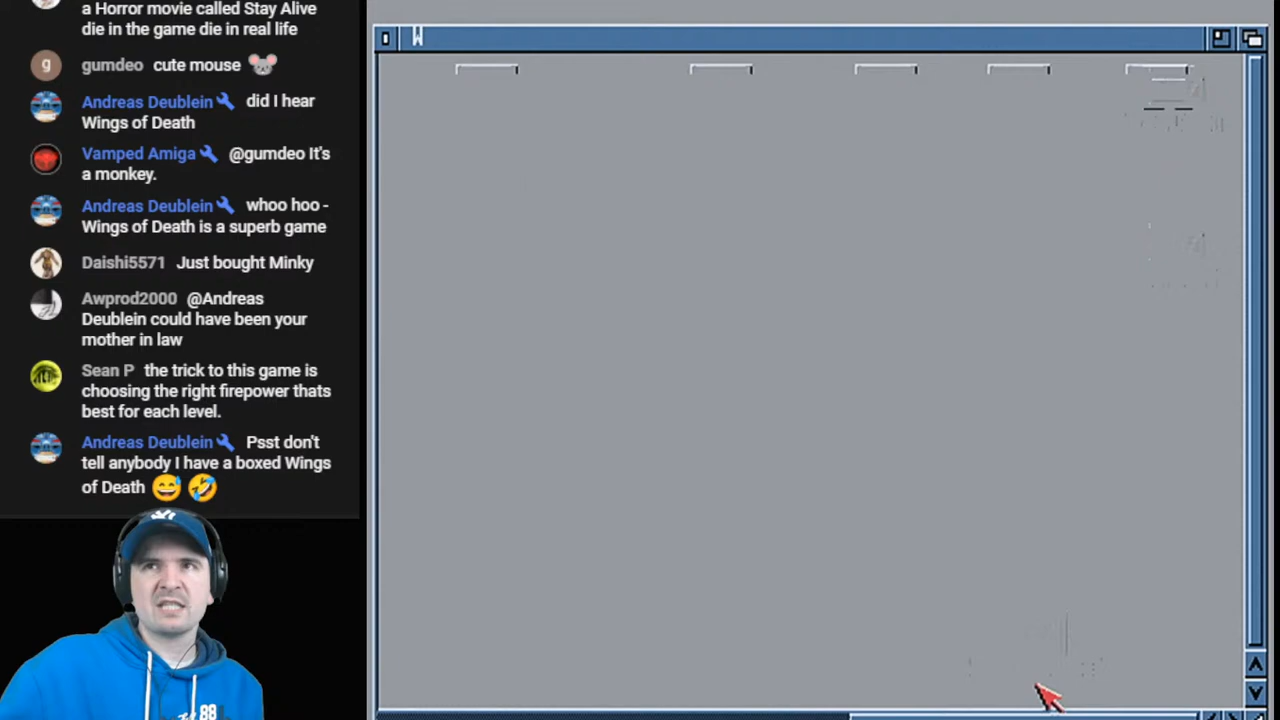 a Horror movie called Stay Alive
die in the game die in real life
g gumdeo cute mouse
Andreas Deublein did I hear
Wings of Death
Vamped Amiga @gumdeo It's
a monkey.
Andreas Deublein whoo hoo -
Wings of Death is a superb game
Daishi5571 Just bought Minky
Awprod2000 @Andreas
Deublein could have been your
mother in law
Sean P the trick to this game is
choosing the right firepower thats
best for each level.
Andreas Deublein Psst don't
tell anybody I have a boxed Wings
of Death
W
88